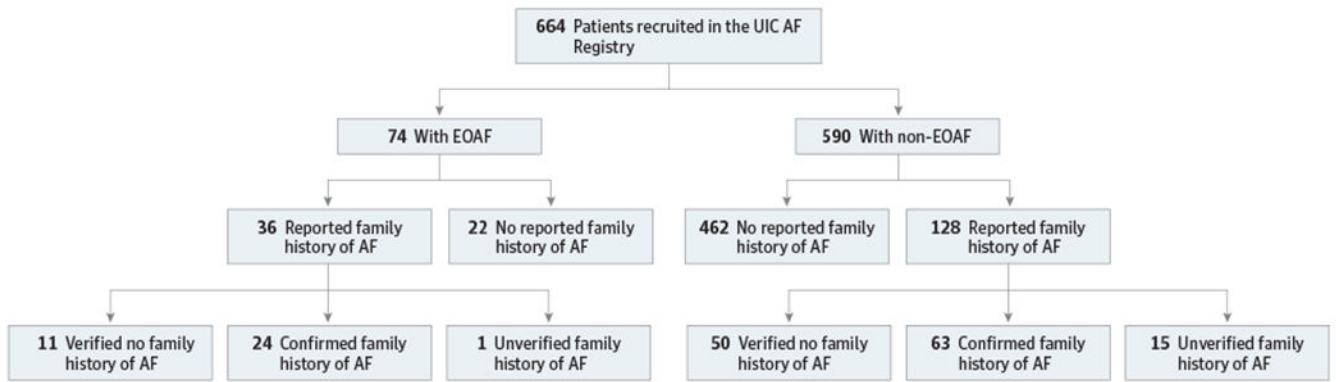 664 Patients recruited in the UIC AF
Registry
74 With EOAF
590 With non-EOAF
36 Reported family
history of AF
22 No reported family
history of AF
462 No reported family
history of AF
128 Reported family
history of AF
11 Verified no family
history of AF
24 Confirmed family
history of AF
1 Unverified family
history of AF
50 Verified no family
history of AF
63 Confirmed family
history of AF
15 Unverified family
history of AF